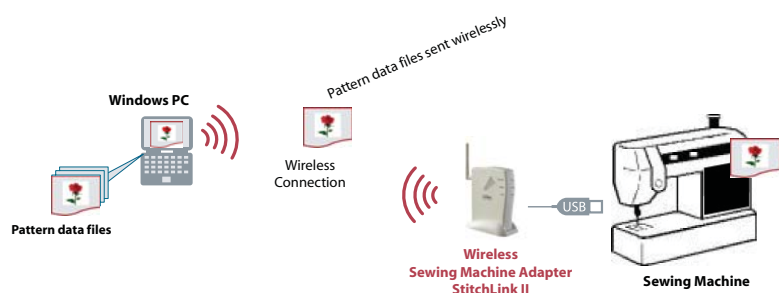 Pattern data files sent wirelessly
Windows PC
Wireless
Connection
USB
Pattern data files
Wireless
Sewing Machine Adapter
StitchLink II
Sewing Machine